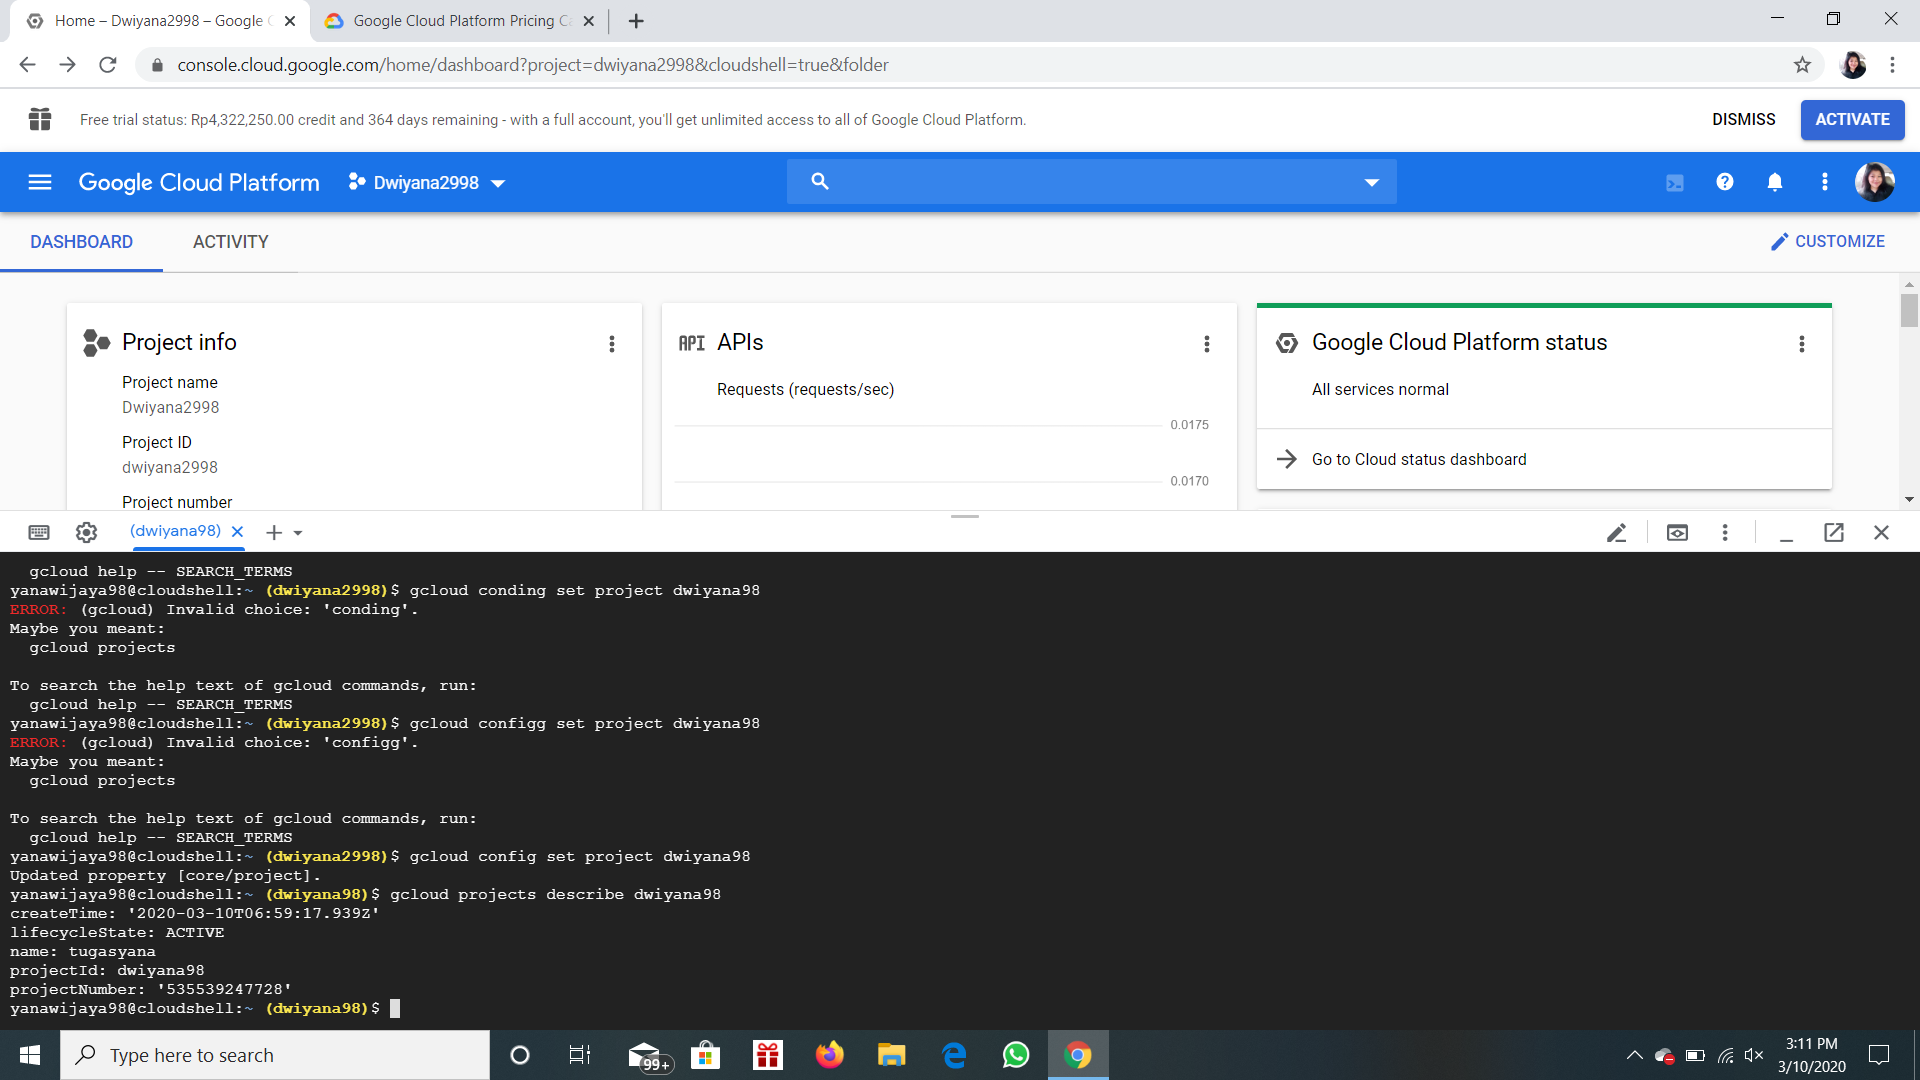 Home – Dwiyana2998 – Google C
Google Cloud Platform Pricing Ca
console.cloud.google.com/home/dashboard?project=dwiyana2998&cloudshell=true&folder
Free trial status: Rp4,322,250.00 credit and 364 days remaining - with a full account, you'll get unlimited access to all of Google Cloud Platform.
DISMISS
ACTIVATE
Google Cloud Platform
Dwiyana2998
DASHBOARD
ACTIVITY
CUSTOMIZE
Project info
Project name
Dwiyana2998
Project ID
dwiyana2998
Project number
API APIs
Requests (requests/sec)
0.0175
0.0170
Google Cloud Platform status
All services normal
Go to Cloud status dashboard
(dwiyana98)
gcloud help -- SEARCH_TERMS
yanawijaya98@cloudshell:~ (dwiyana2998)$ gcloud conding set project dwiyana98
ERROR: (gcloud) Invalid choice: 'conding'.
Maybe you meant:
gcloud projects
To search the help text of gcloud commands, run:
gcloud help -- SEARCH_TERMS
yanawijaya98@cloudshell:~ (dwiyana2998)$ gcloud configg set project dwiyana98
ERROR: (gcloud) Invalid choice: 'configg'.
Maybe you meant:
gcloud projects
To search the help text of gcloud commands, run:
gcloud help -- SEARCH_TERMS
yanawijaya98@cloudshell:~ (dwiyana2998)$ gcloud config set project dwiyana98
Updated property [core/project].
yanawijaya98@cloudshell:~ (dwiyana98)$ gcloud projects describe dwiyana98
createTime: '2020-03-10T06:59:17.939Z'
lifecycleState: ACTIVE
name: tugasyana
projectId: dwiyana98
projectNumber: '535539247728'
yanawijaya98@cloudshell:~ (dwiyana98)$
Type here to search
99+
3:11 PM
3/10/2020